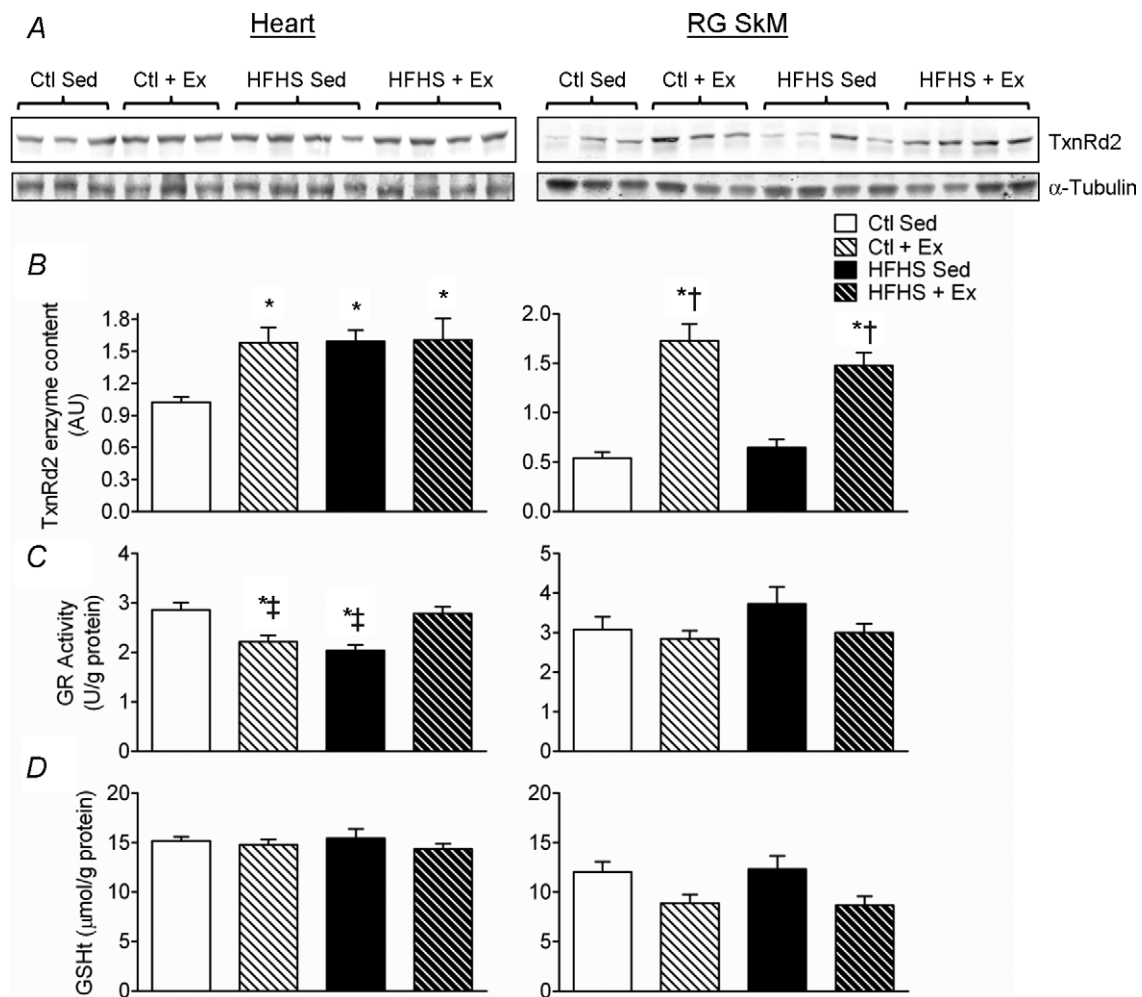 A
Heart
RG SkM
Ctl Sed
Ctl + Ex
HFHS Sed
HFHS + Ex
Ctl Sed
Ctl + Ex
HFHS Sed
HFHS + Ex
TxnRd2
α-Tubulin
Ctl Sed
Ctl + Ex
HFHS Sed
HFHS + Ex
B
TxnRd2 enzyme content
(AU)
1.8
1.5
1.2
0.9
0.6
0.3
0.0
*
*
*
2.0
1.5
1.0
0.5
0.0
*†
*†
C
GR Activity
(U/g protein)
4
3
2
1
0
*‡
*‡
5
4
3
2
1
0
D
GSHt (μmol/g protein)
20
15
10
5
0
20
15
10
5
0